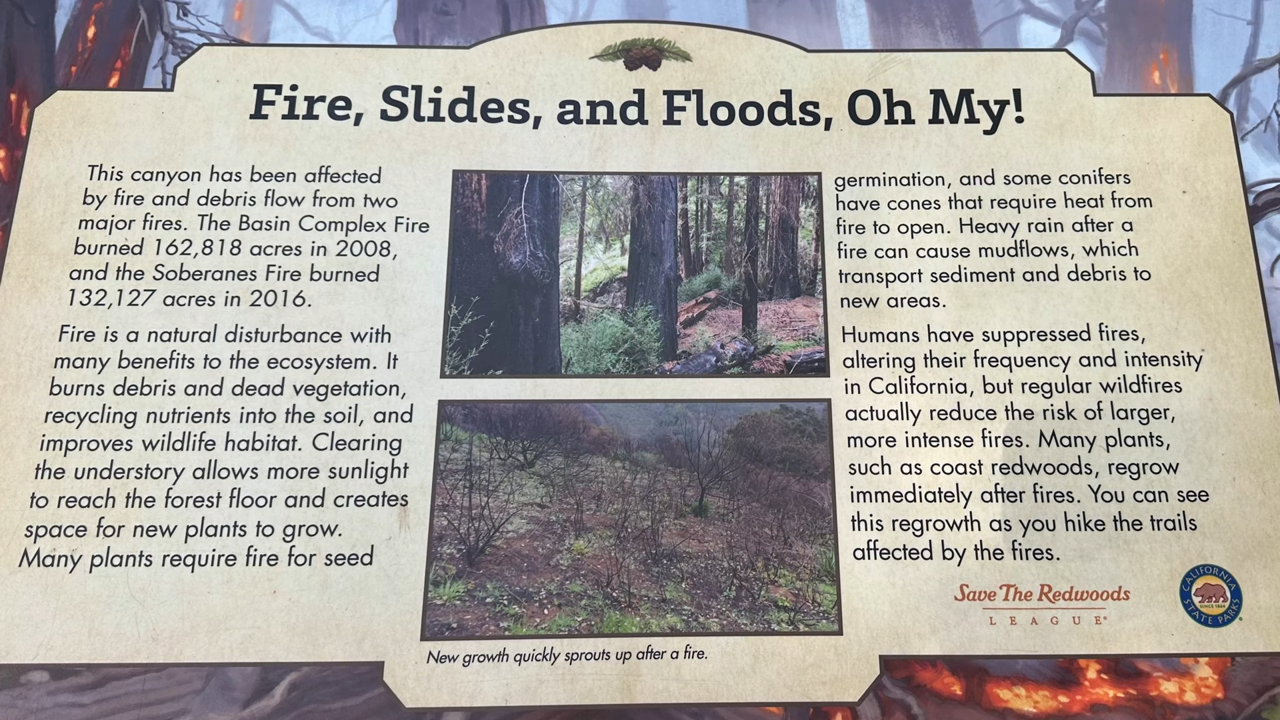 Fire, Slides, and Floods, Oh My!
This canyon has been affected
by fire and debris flow from two
major fires. The Basin Complex Fire
burned 162,818 acres in 2008,
and the Soberanes Fire burned
132,127 acres in 2016.
Fire is a natural disturbance with
many benefits to the ecosystem. It
burns debris and dead vegetation,
recycling nutrients into the soil, and
improves wildlife habitat. Clearing
the understory allows more sunlight
to reach the forest floor and creates
space for new plants to grow.
Many plants require fire for seed
germination, and some conifers
have cones that require heat from
fire to open. Heavy rain after a
fire can cause mudflows, which
transport sediment and debris to
new areas.
Humans have suppressed fires,
altering their frequency and intensity
in California, but regular wildfires
actually reduce the risk of larger,
more intense fires. Many plants,
such as coast redwoods, regrow
immediately after fires. You can see
this regrowth as you hike the trails
affected by the fires.
New growth quickly sprouts up after a fire.
Save The Redwoods
LEAGUE®
CALIFORNIA
STATE PARKS
SINCE 1864